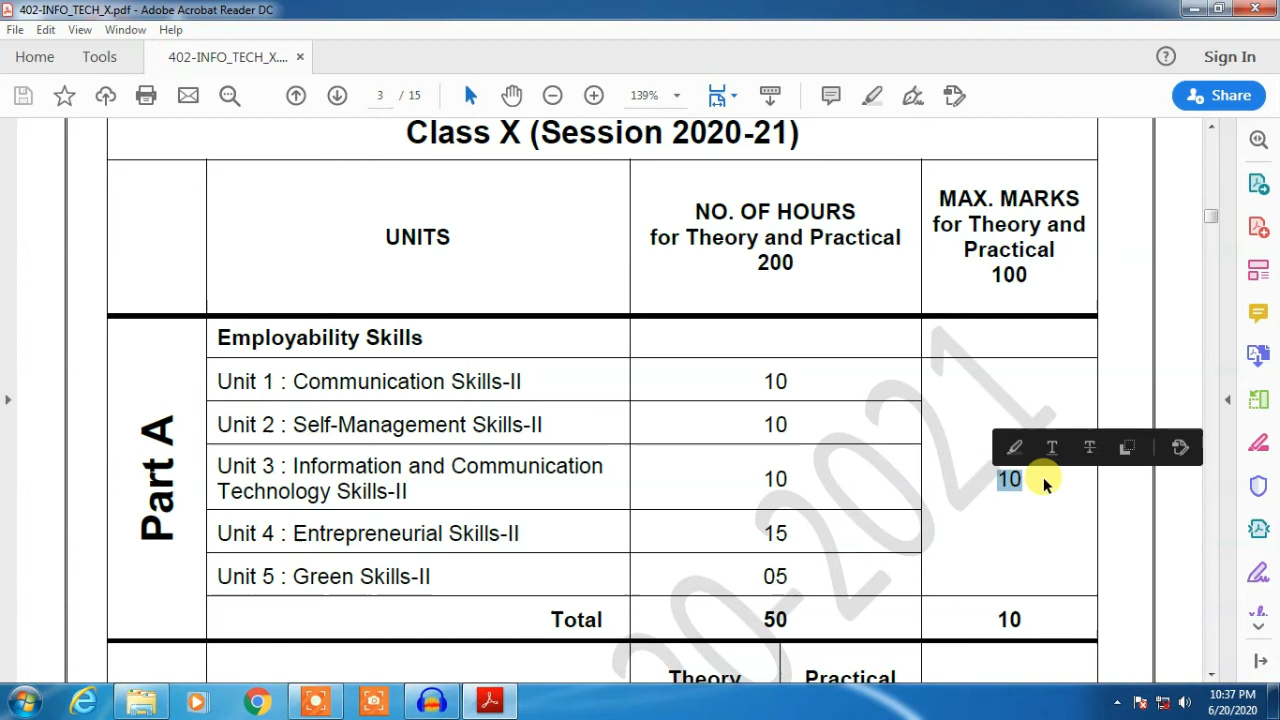 402-INFO_TECH_X.pdf - Adobe Acrobat Reader DC
File Edit View Window Help
Home Tools 402-INFO_TECH_X.... × Sign In
3 / 15 139% Share
Class X (Session 2020-21)
UNITS
NO. OF HOURS
for Theory and Practical
200
MAX. MARKS
for Theory and
Practical
100
Part A
Employability Skills
Unit 1 : Communication Skills-II 10
Unit 2 : Self-Management Skills-II 10
Unit 3 : Information and Communication
Technology Skills-II 10 10
Unit 4 : Entrepreneurial Skills-II 15
Unit 5 : Green Skills-II 05
Total 50 10
Theory Practical
20-2021
10:37 PM
6/20/2020